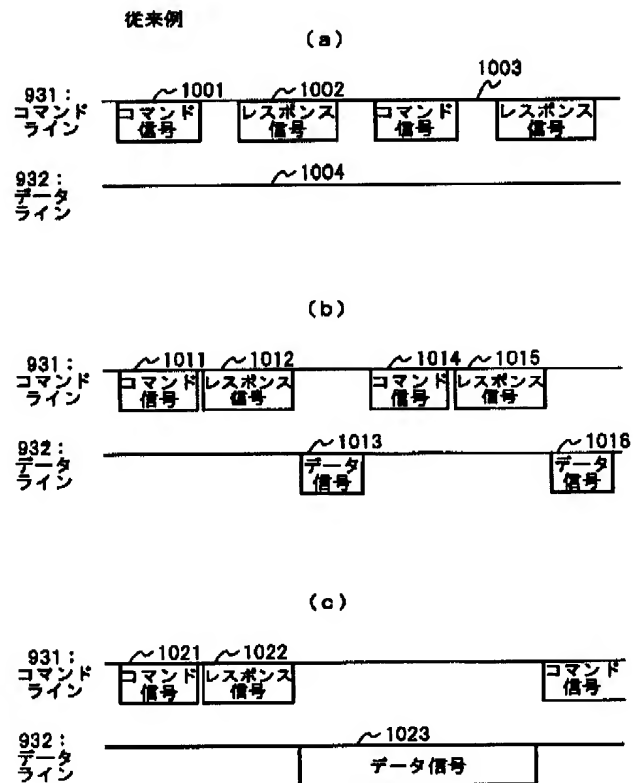 従来例
(a)
931:
コマンド
ライン
1001
1002
1003
コマンド
信号
レスポンス
信号
コマンド
信号
レスポンス
信号
932:
データ
ライン
1004
(b)
931:
コマンド
ライン
1011
1012
1014
1015
コマンド
信号
レスポンス
信号
コマンド
信号
レスポンス
信号
932:
データ
ライン
1013
1016
データ
信号
データ
信号
(c)
931:
コマンド
ライン
1021
1022
コマンド
信号
レスポンス
信号
コマンド
信号
932:
データ
ライン
1023
データ信号